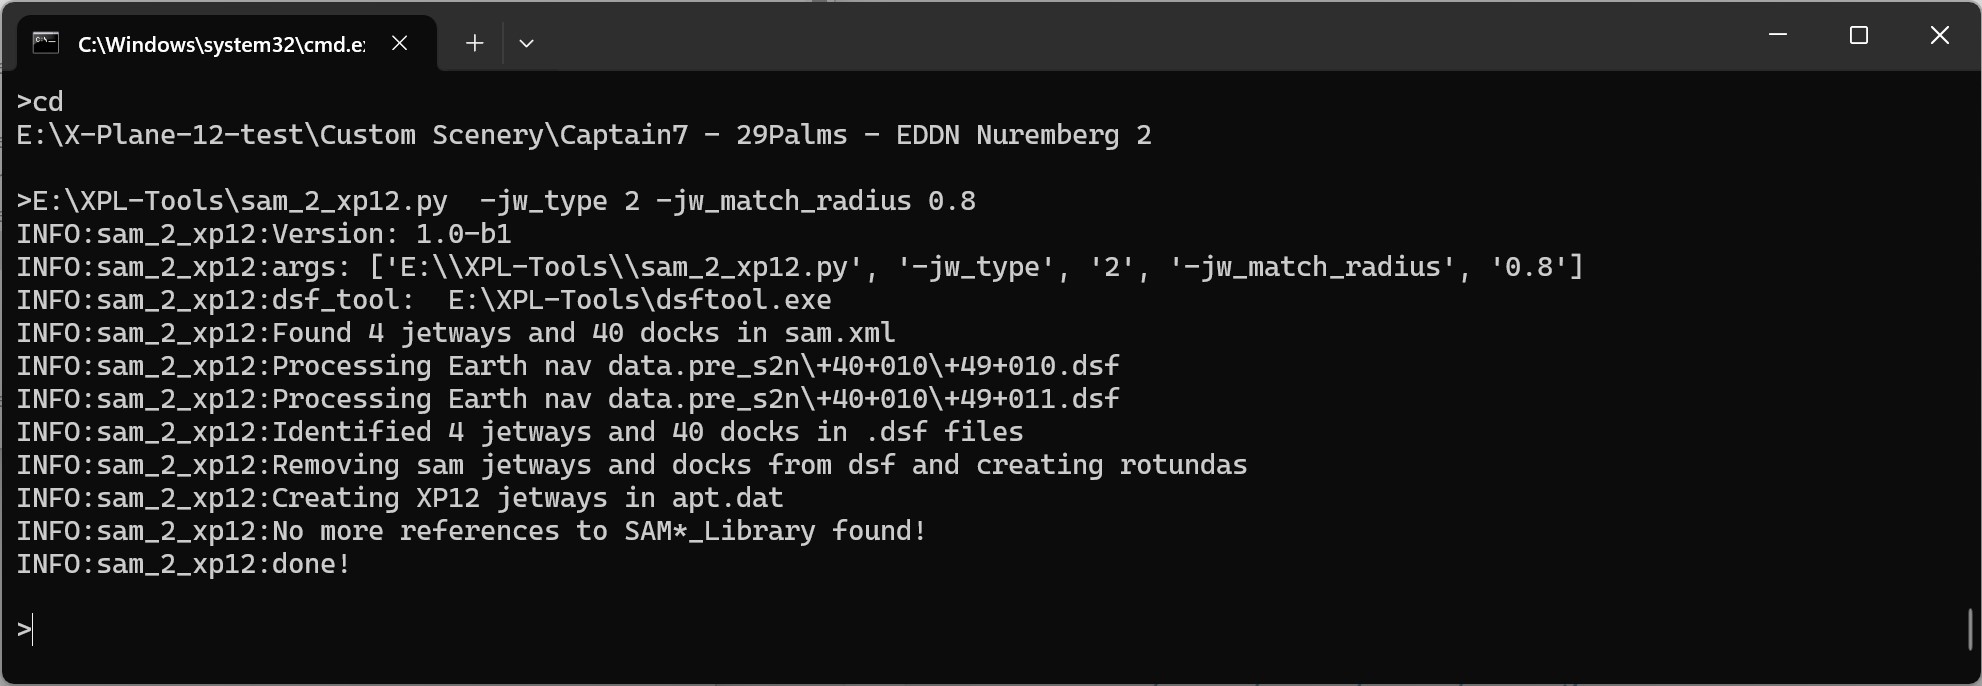 C:\Windows\system32\cmd.e
>cd
E:\X-Plane-12-test\Custom Scenery\Captain7 - 29Palms - EDDN Nuremberg 2
>E:\XPL-Tools\sam_2_xp12.py  -jw_type 2 -jw_match_radius 0.8
INFO:sam_2_xp12:Version: 1.0-b1
INFO:sam_2_xp12:args: ['E:\\XPL-Tools\\sam_2_xp12.py', '-jw_type', '2', '-jw_match_radius', '0.8']
INFO:sam_2_xp12:dsf_tool:  E:\XPL-Tools\dsftool.exe
INFO:sam_2_xp12:Found 4 jetways and 40 docks in sam.xml
INFO:sam_2_xp12:Processing Earth nav data.pre_s2n\+40+010\+49+010.dsf
INFO:sam_2_xp12:Processing Earth nav data.pre_s2n\+40+010\+49+011.dsf
INFO:sam_2_xp12:Identified 4 jetways and 40 docks in .dsf files
INFO:sam_2_xp12:Removing sam jetways and docks from dsf and creating rotundas
INFO:sam_2_xp12:Creating XP12 jetways in apt.dat
INFO:sam_2_xp12:No more references to SAM*_Library found!
INFO:sam_2_xp12:done!
>